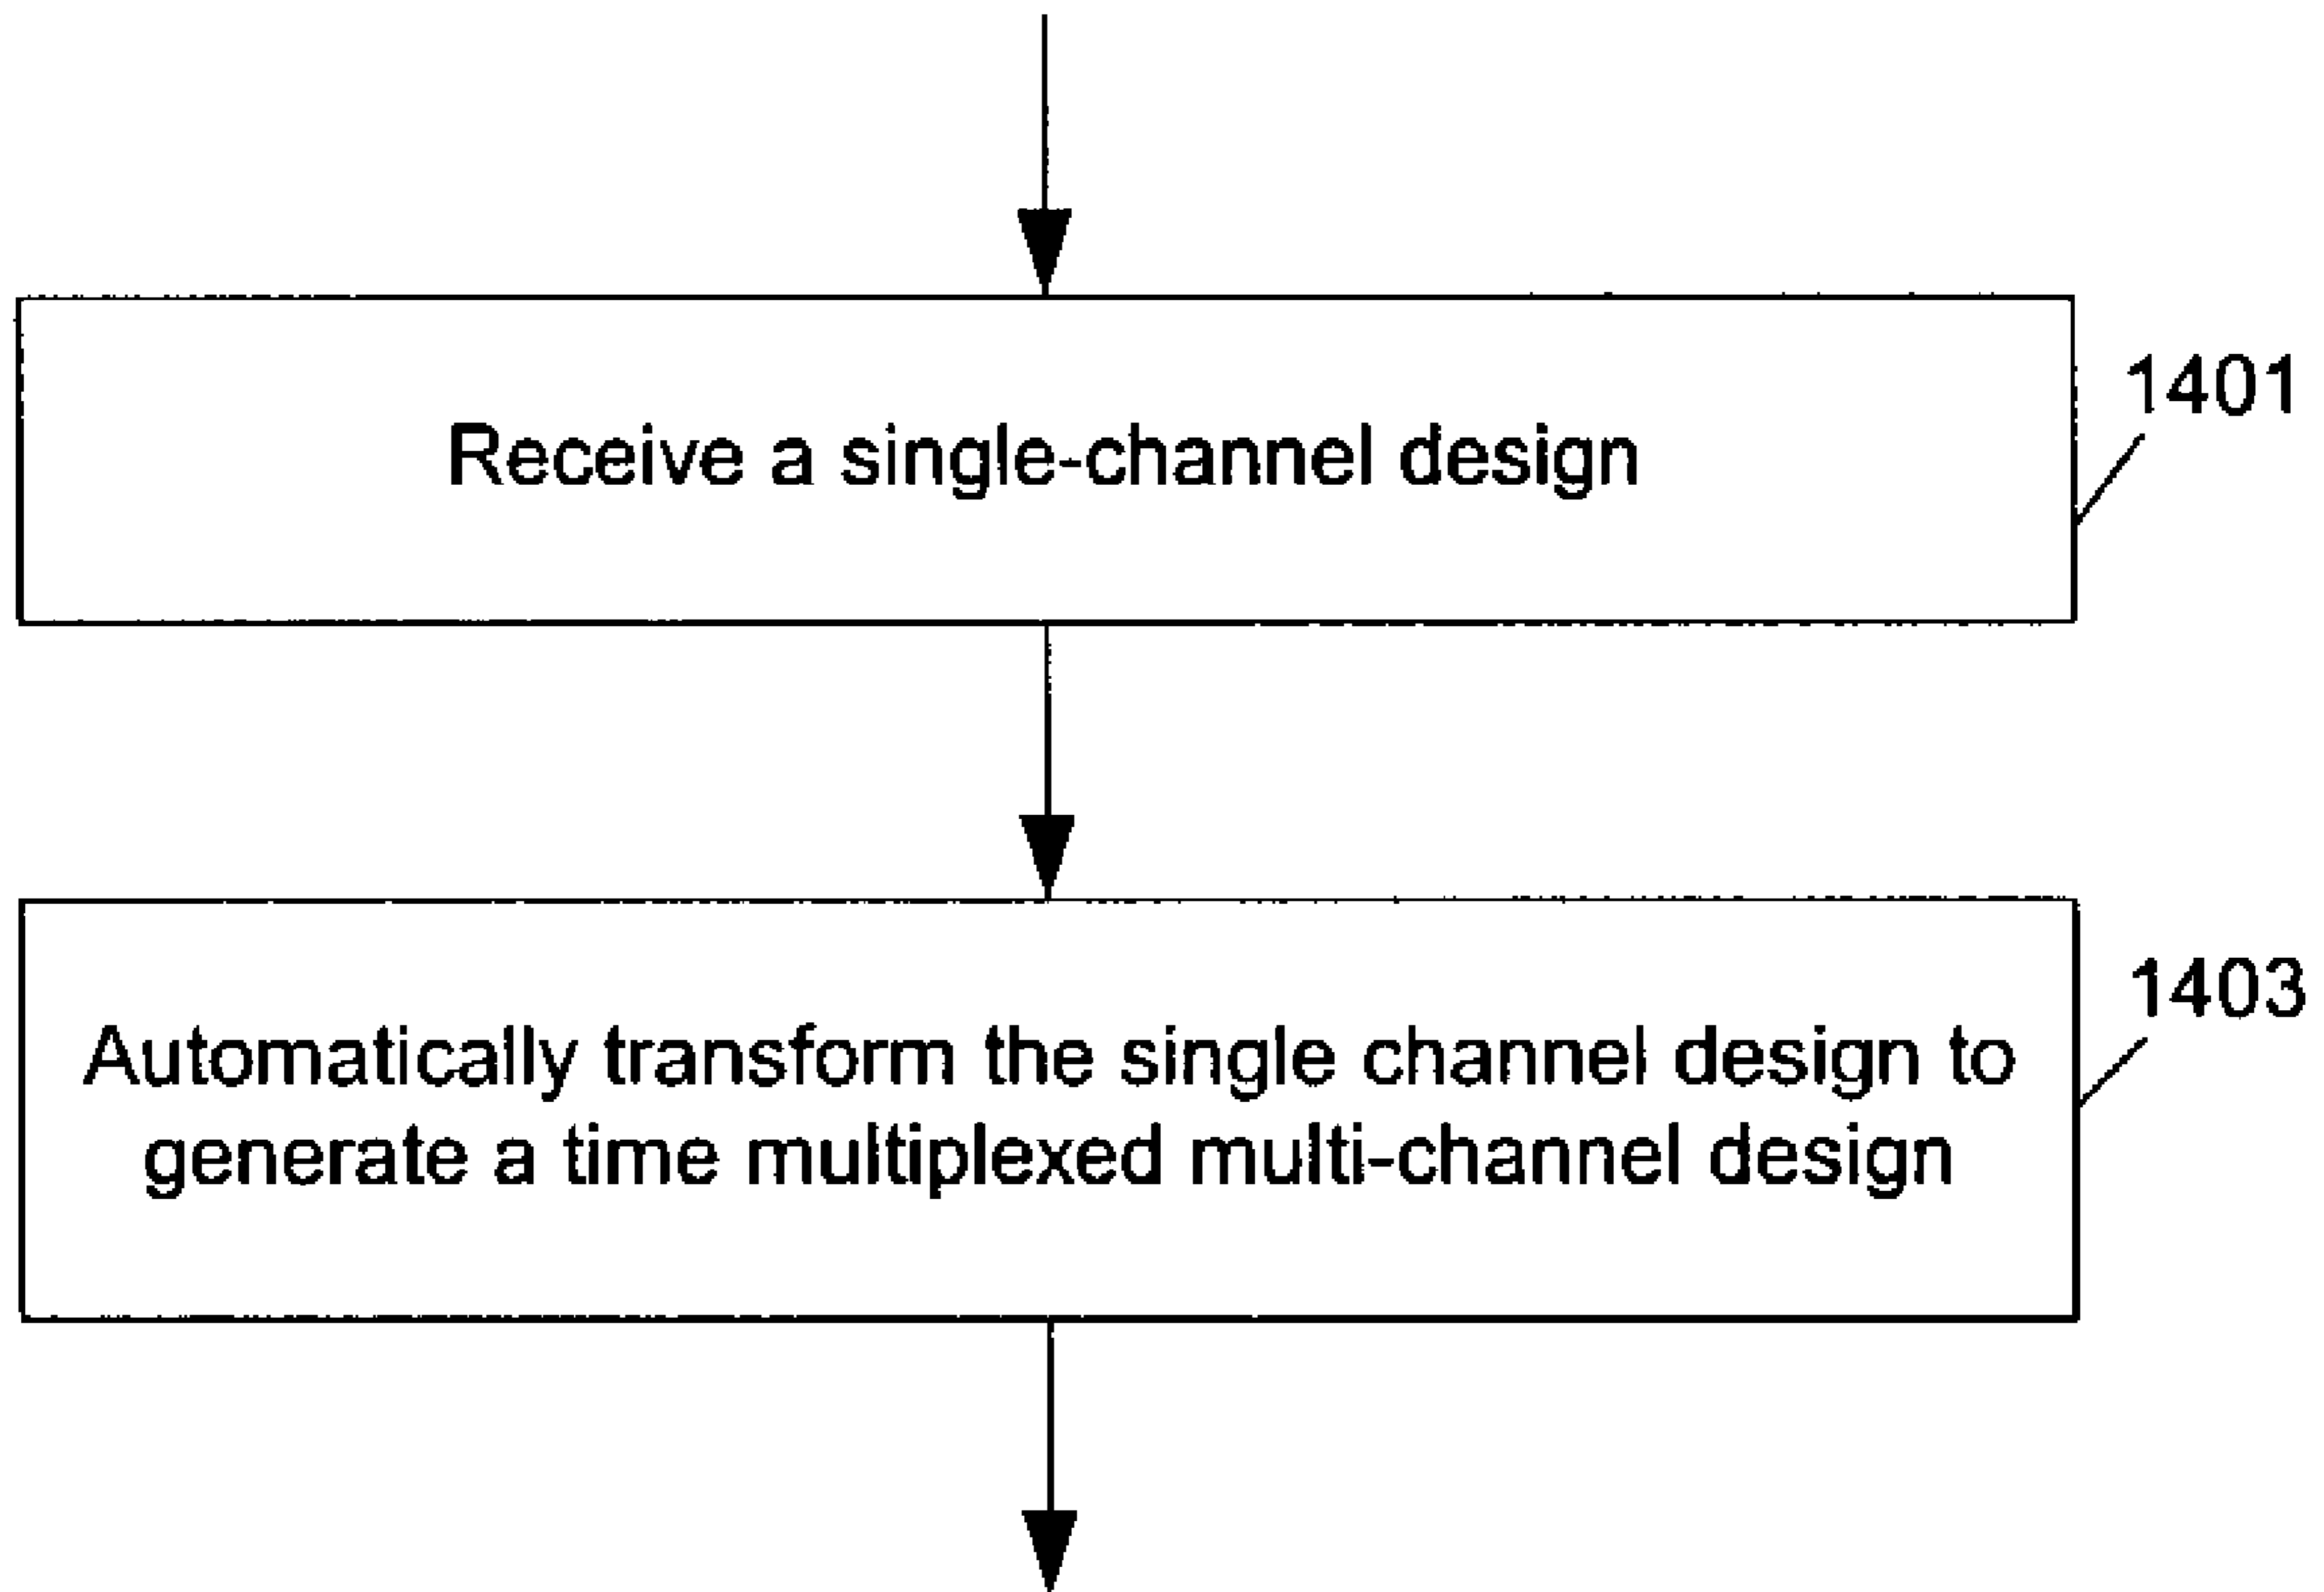 1401
Receive a single-channel design
1403
Automatically transform the single channel design to
generate a time multiplexed multi-channel design